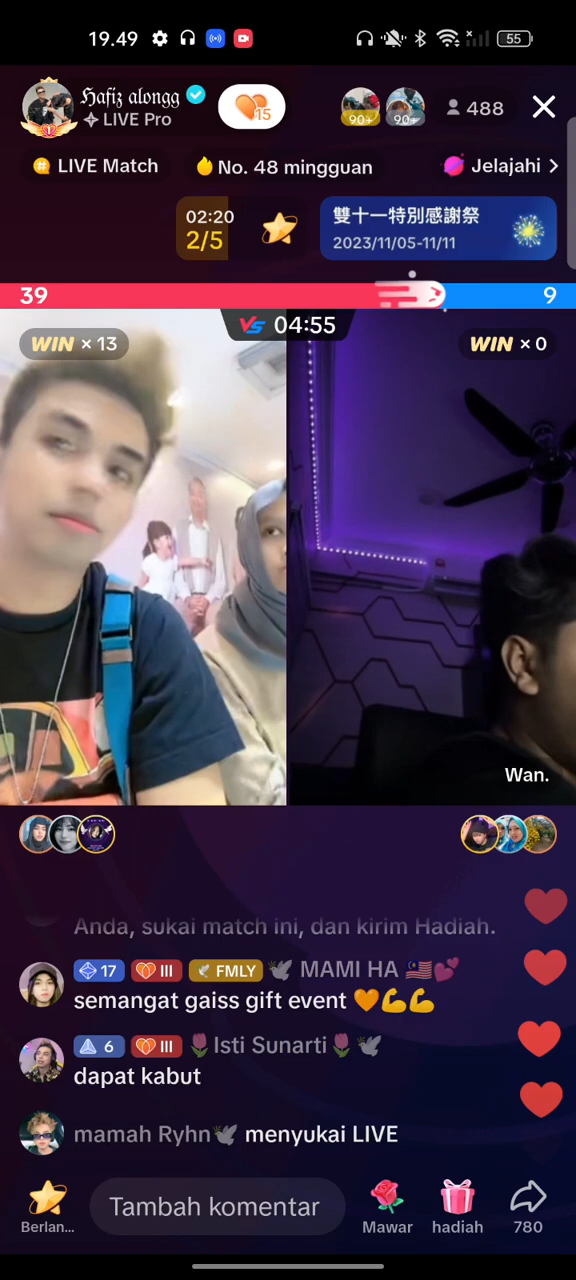 19.49
55
ℌafiz alongg
LIVE Pro
15
90+
90+
488
LIVE Match
No. 48 mingguan
Jelajahi
02:20
2/5
雙十一特別感謝祭
2023/11/05-11/11
39
9
VS 04:55
WIN × 13
WIN × 0
Wan.
Anda, sukai match ini, dan kirim Hadiah.
17 III FMLY 🕊 MAMI HA 🇲🇾💕
semangat gaiss gift event 🧡💪💪
6 III 🌷Isti Sunarti🌷🕊
dapat kabut
mamah Ryhn🕊 menyukai LIVE
Berlan...
Tambah komentar
Mawar
hadiah
780